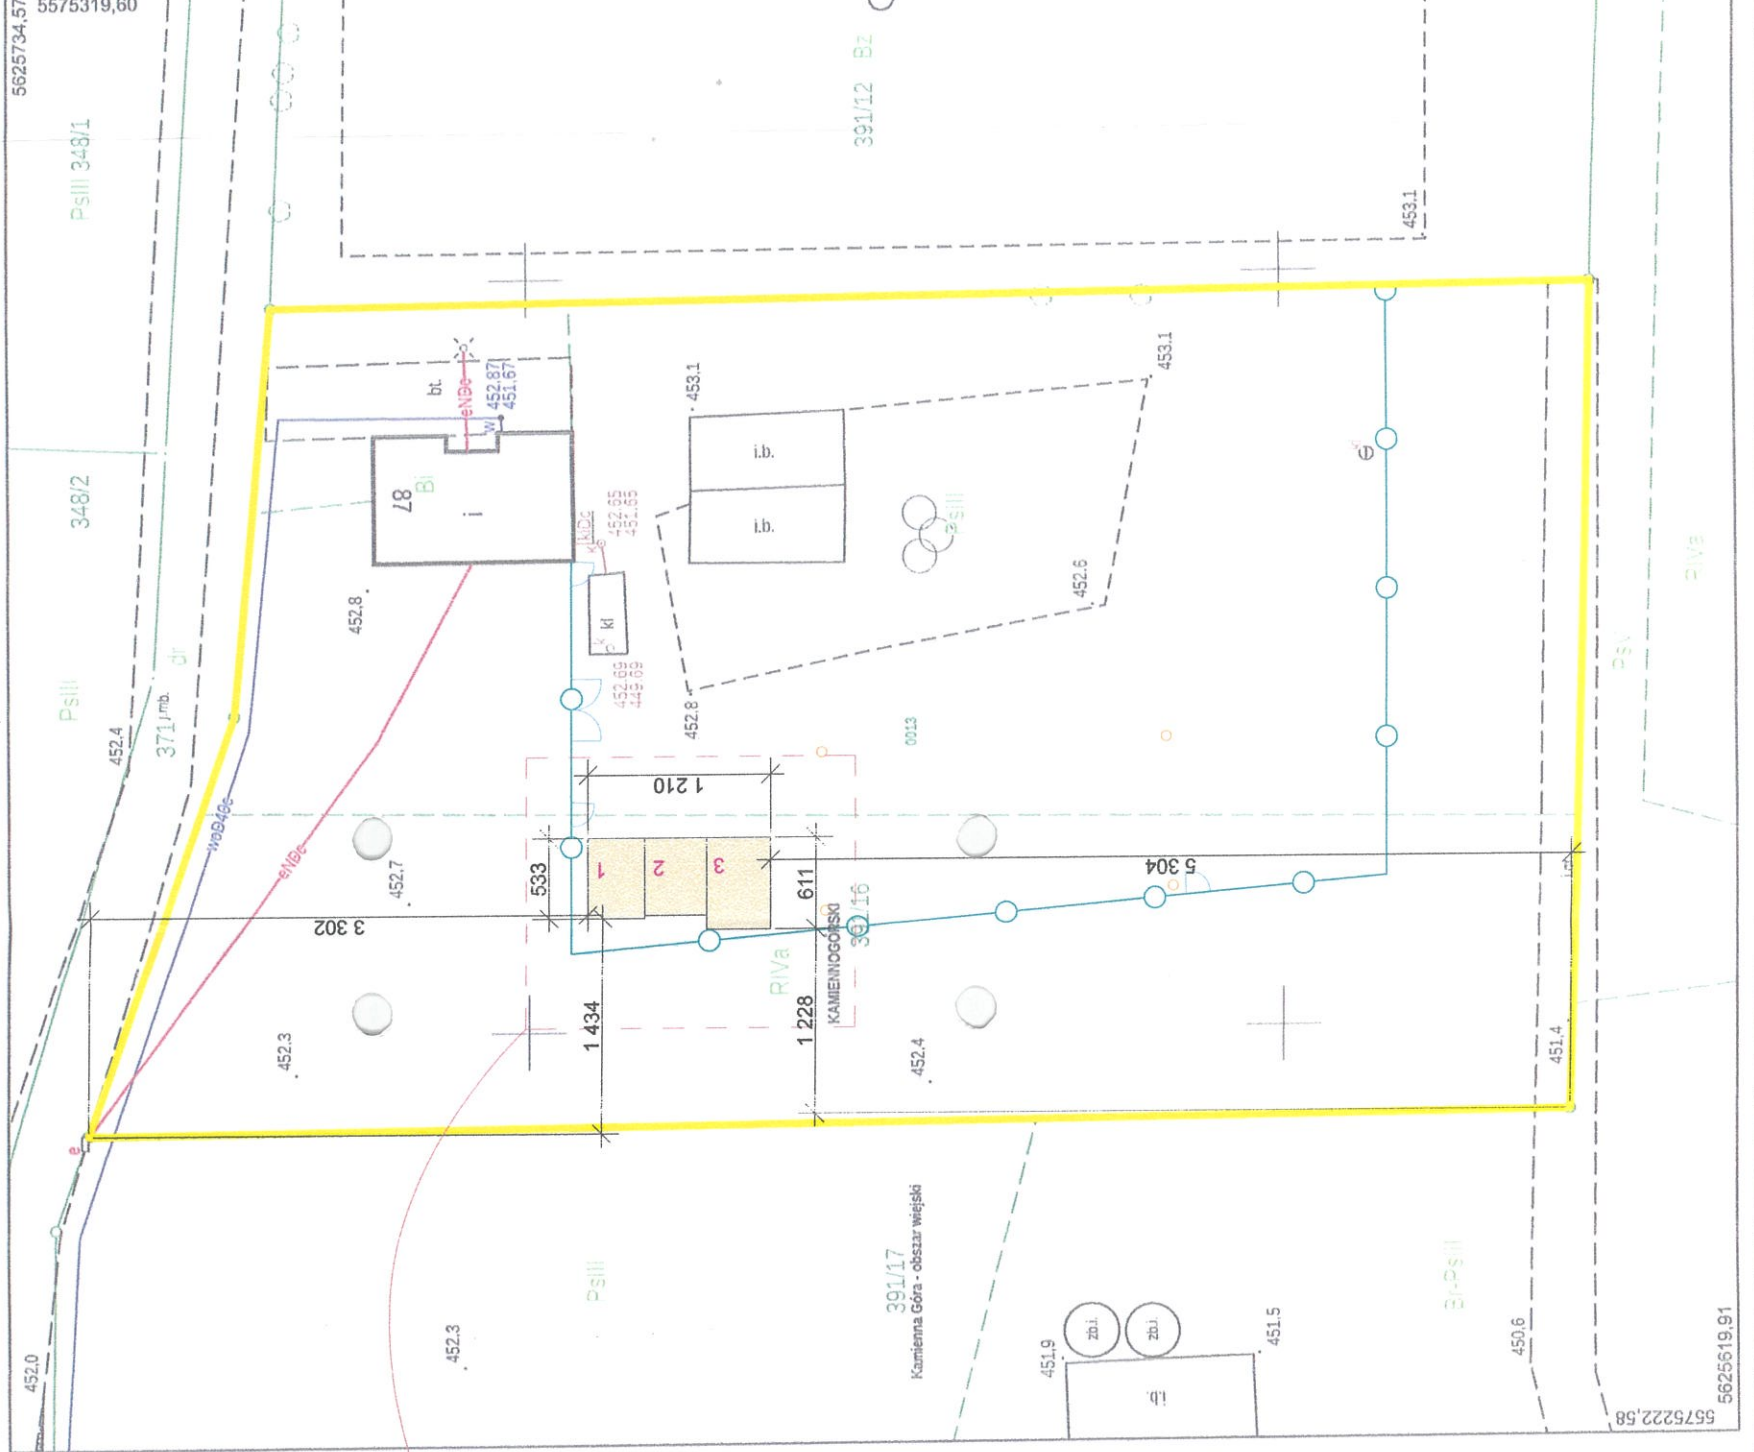 5625734,57
5575319,60
PsIII 348/1
391/12 Bz
453.1
348/2
PsIII
452.4
371
j.mb.
dr
woD40e
eNDe
452.8
87
Bi
i
bt.
eNDe
w
452.87
451.67
453.1
i.b.
i.b.
453.1
klDg
k
452.65
451.65
k
kl
452.69
449.69
452.8
452.6
PsIII
0013
RIVa
PsV
1 210
1
2
3
533
611
452.7
3 302
5 304
391/16
RIVa
KAMIENNOGÓRSKI
1 434
1 228
452.3
452.4
451.4
e
452.0
452.3
PsIII
391/17
Kamienna Góra - obszar wiejski
zb.i.
zb.i.
451.9
451.5
i.b.
Br-PsIII
450.6
5575222,58
5625619,91